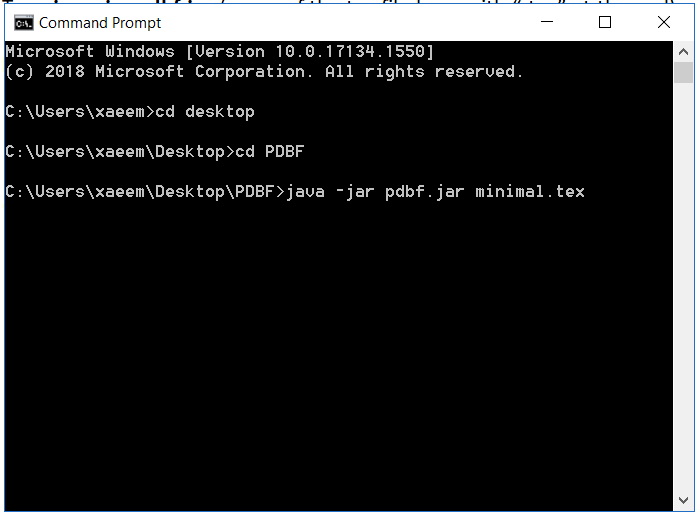 Command Prompt
Microsoft Windows [Version 10.0.17134.1550]
(c) 2018 Microsoft Corporation. All rights reserved.
C:\Users\xaeem>cd desktop
C:\Users\xaeem\Desktop>cd PDBF
C:\Users\xaeem\Desktop\PDBF>java -jar pdbf.jar minimal.tex